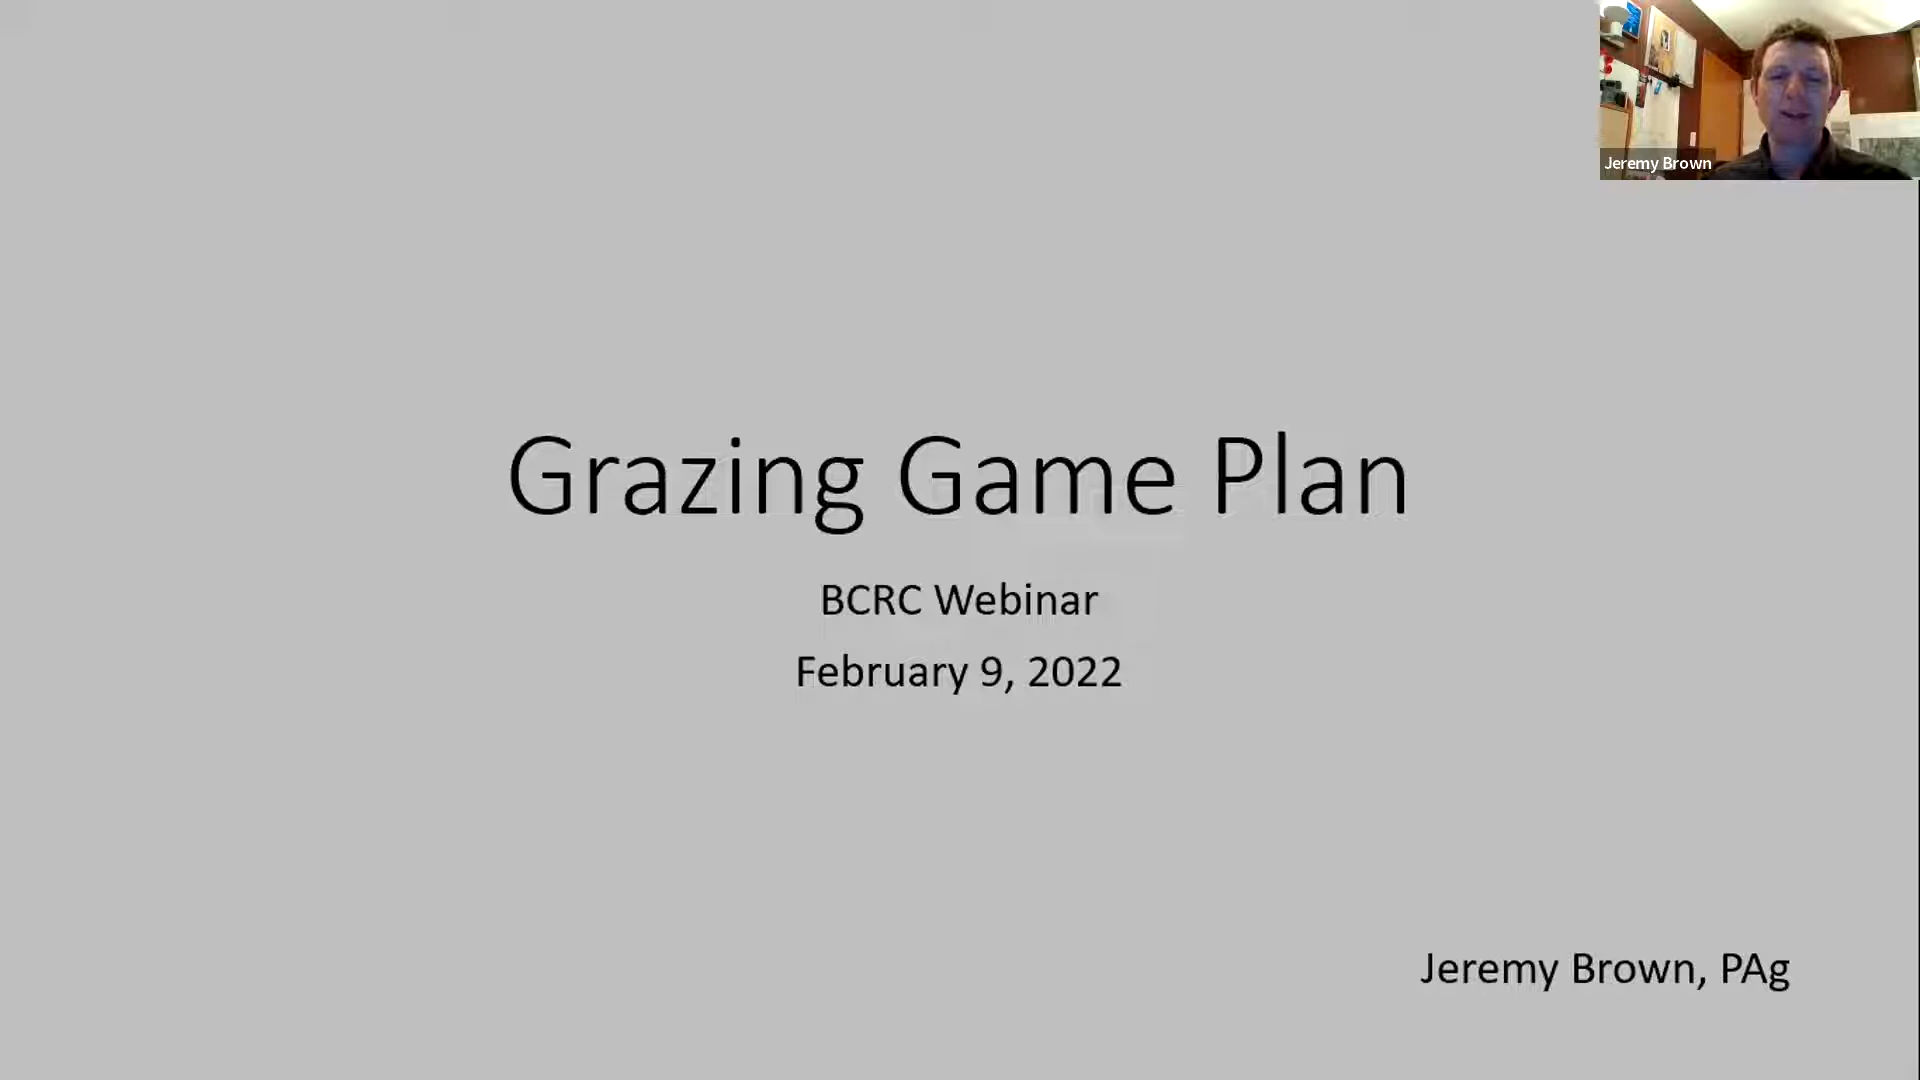 Jeremy Brown
Grazing Game Plan
BCRC Webinar
February 9, 2022
Jeremy Brown, PAg